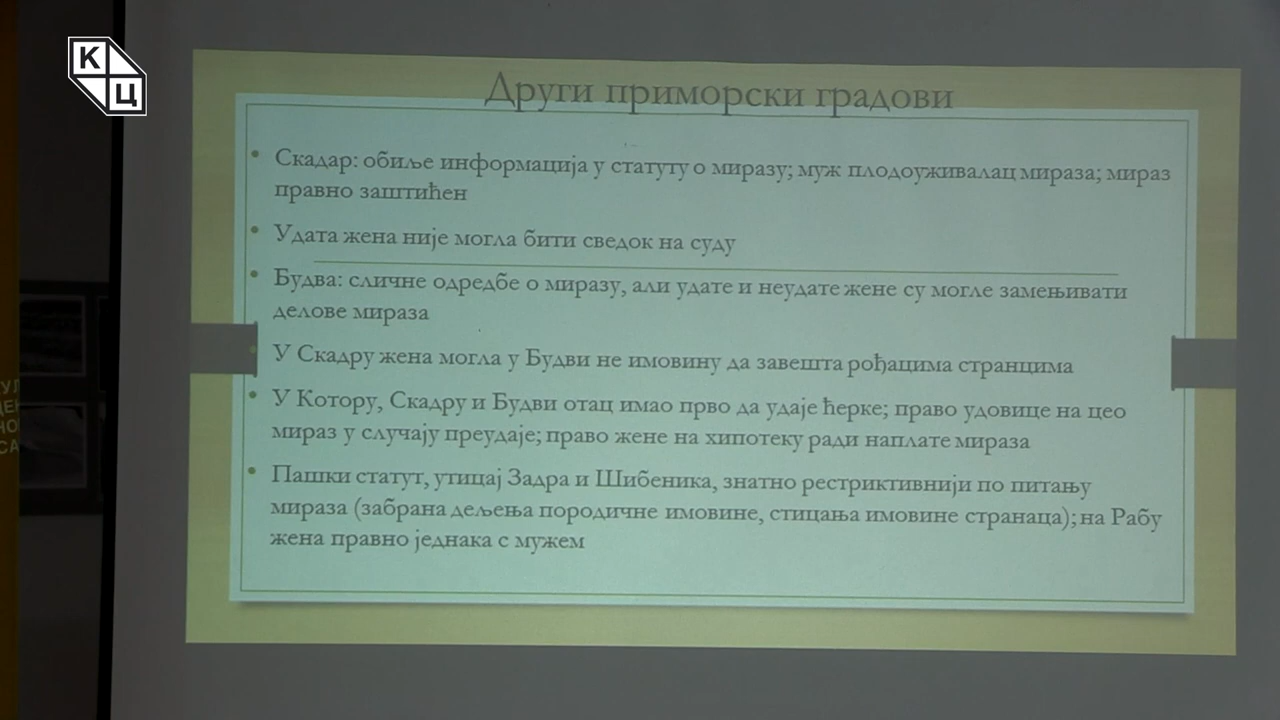 К
Ц
Други приморски градови
• Скадар: обиље информација у статуту о миразу; муж плодоуживалац мираза; мираз
правно заштићен
• Удата жена није могла бити сведок на суду
• Будва: сличне одредбе о миразу, али удате и неудате жене су могле замењивати
делове мираза
• У Скадру жена могла у Будви не имовину да завешта рођацима странцима
• У Котору, Скадру и Будви отац имао прво да удаје ћерке; право удовице на цео
мираз у случају преудаје; право жене на хипотеку ради наплате мираза
• Пашки статут, утицај Задра и Шибеника, знатно рестриктивнији по питању
мираза (забрана дељења породичне имовине, стицања имовине странаца); на Рабу
жена правно једнака с мужем